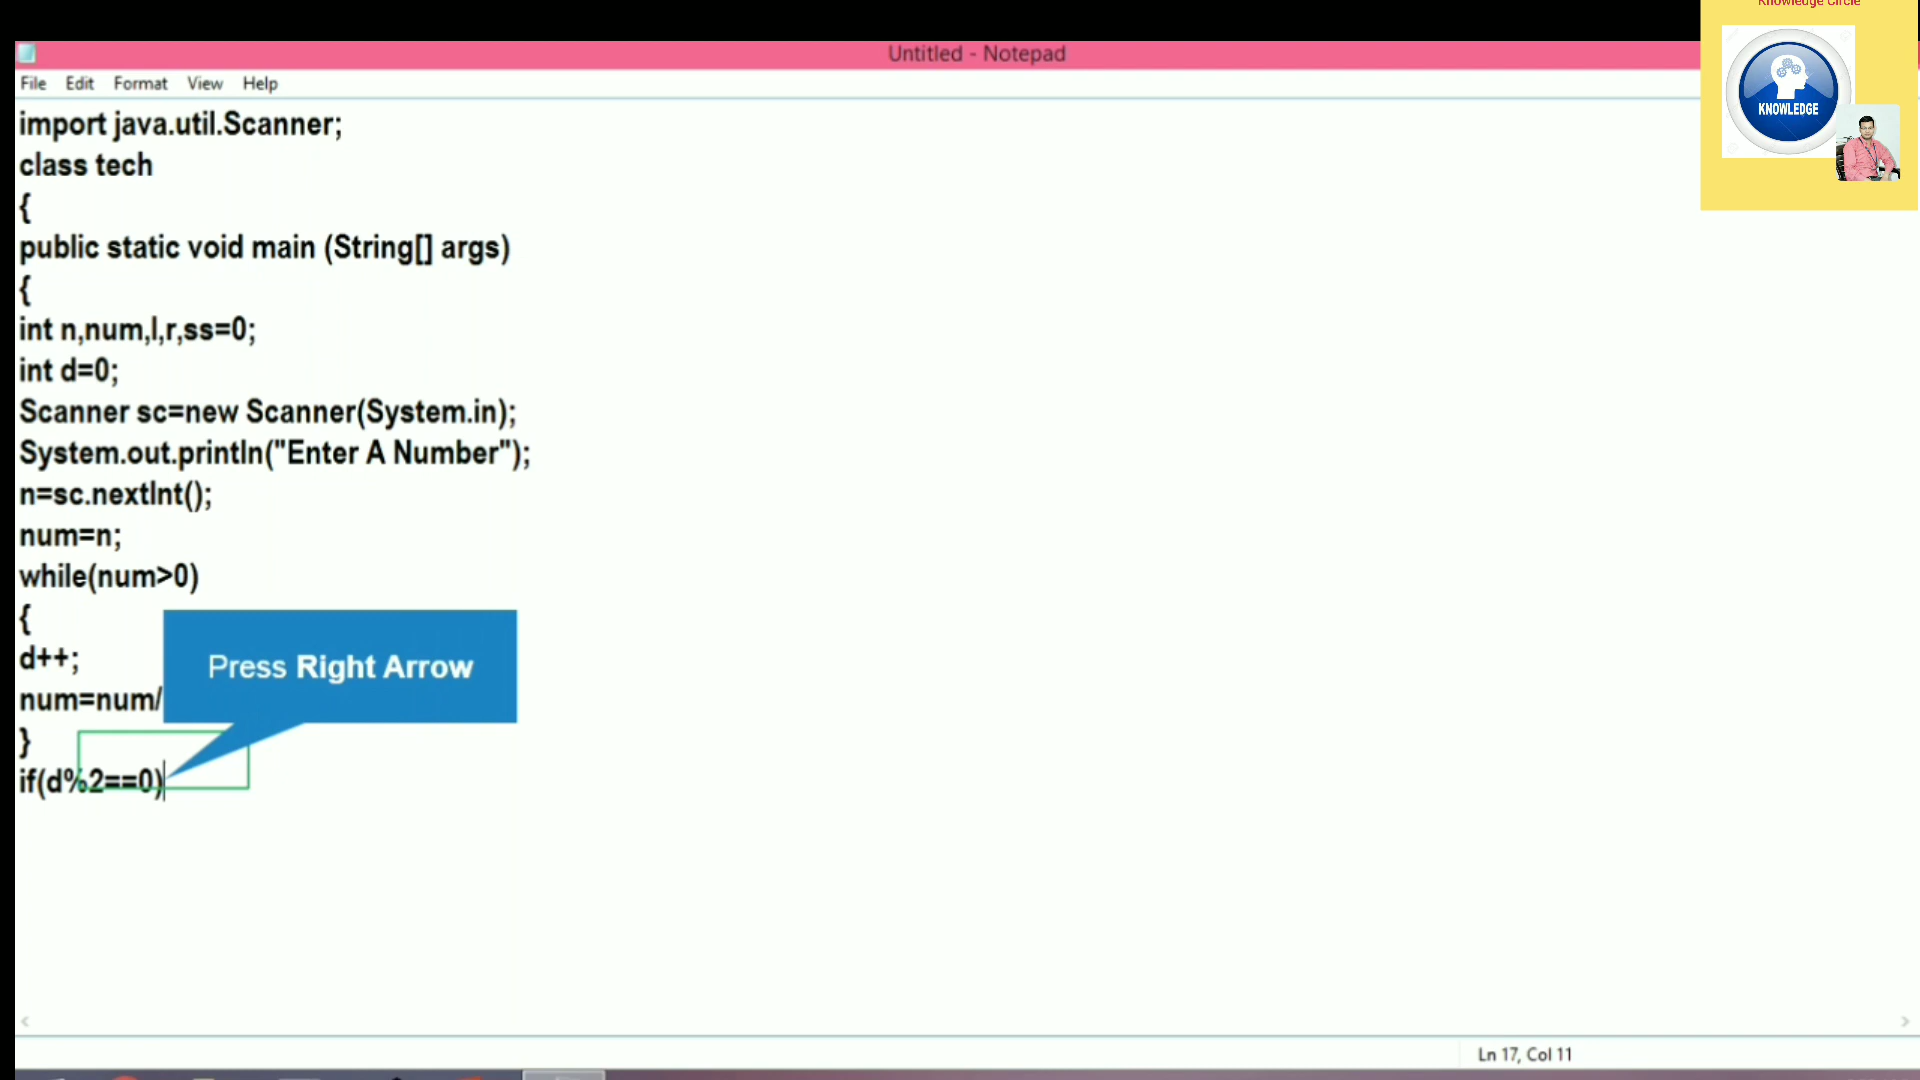 Knowledge Circle
Untitled - Notepad
File Edit Format View Help
KNOWLEDGE
import java.util.Scanner;
class tech
{
public static void main (String[] args)
{
int n,num,l,r,ss=0;
int d=0;
Scanner sc=new Scanner(System.in);
System.out.println("Enter A Number");
n=sc.nextInt();
num=n;
while(num>0)
{
d++;
Press Right Arrow
num=num/
}
if(d%2==0)
Ln 17, Col 11